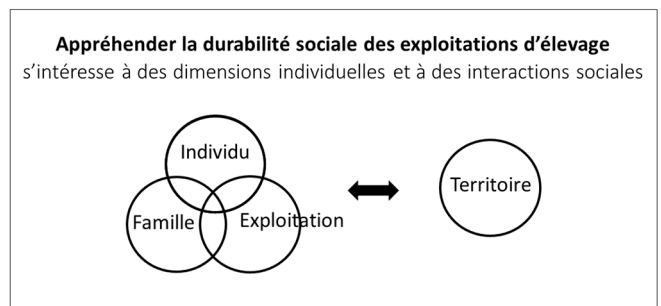 Appréhender la durabilité sociale des exploitations d’élevage
s’intéresse à des dimensions individuelles et à des interactions sociales
Individu
Famille
Exploitation
Territoire